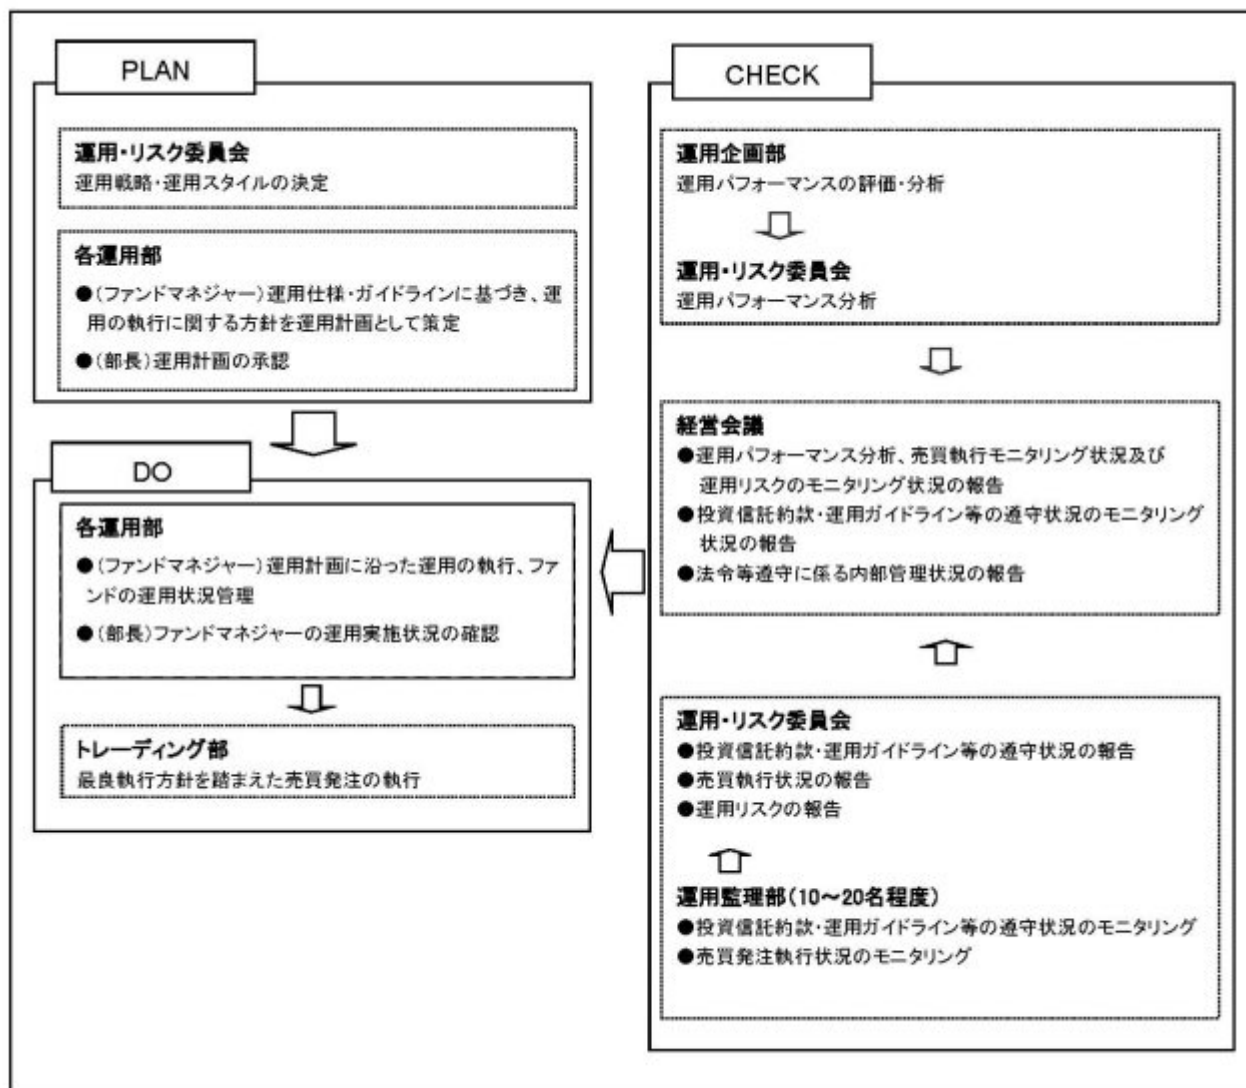 PLAN
運用・リスク委員会
運用戦略・運用スタイルの決定
各運用部
●(ファンドマネジャー)運用仕様・ガイドラインに基づき、運
用の執行に関する方針を運用計画として策定
●(部長)運用計画の承認
DO
各運用部
●(ファンドマネジャー)運用計画に沿った運用の執行、ファ
ンドの運用状況管理
●(部長)ファンドマネジャーの運用実施状況の確認
トレーディング部
最良執行方針を踏まえた売買発注の執行
CHECK
運用企画部
運用パフォーマンスの評価・分析
運用・リスク委員会
運用パフォーマンス分析
経営会議
●運用パフォーマンス分析、売買執行モニタリング状況及び
運用リスクのモニタリング状況の報告
●投資信託約款・運用ガイドライン等の遵守状況のモニタリング
状況の報告
●法令等遵守に係る内部管理状況の報告
運用・リスク委員会
●投資信託約款・運用ガイドライン等の遵守状況の報告
●売買執行状況の報告
●運用リスクの報告
運用監理部(10～20名程度)
●投資信託約款・運用ガイドライン等の遵守状況のモニタリング
●売買発注執行状況のモニタリング